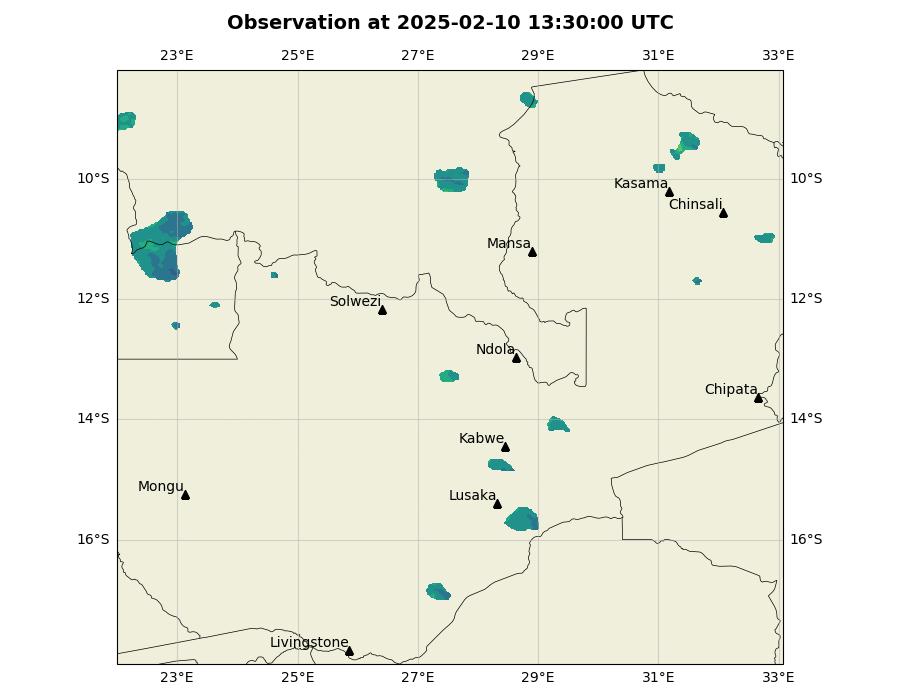 Observation at 2025-02-10 13:30:00 UTC
23°E 25°E 27°E 29°E 31°E 33°E
10°S 10°S
Kasama
Chinsali
Mansa
12°S 12°S
Solwezi
Ndola
Chipata
14°S 14°S
Kabwe
Mongu
Lusaka
16°S 16°S
Livingstone
23°E 25°E 27°E 29°E 31°E 33°E